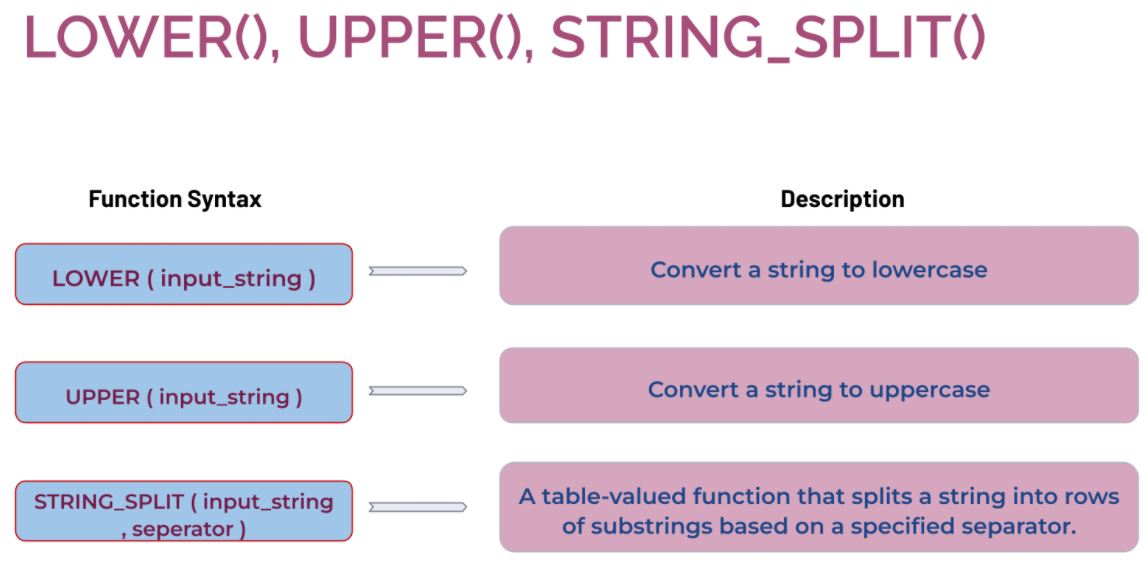 LOWER(), UPPER(), STRING_SPLIT()
Function Syntax
Description
LOWER ( input_string )
Convert a string to lowercase
UPPER ( input_string )
Convert a string to uppercase
STRING_SPLIT ( input_string
, seperator )
A table-valued function that splits a string into rows
of substrings based on a specified separator.